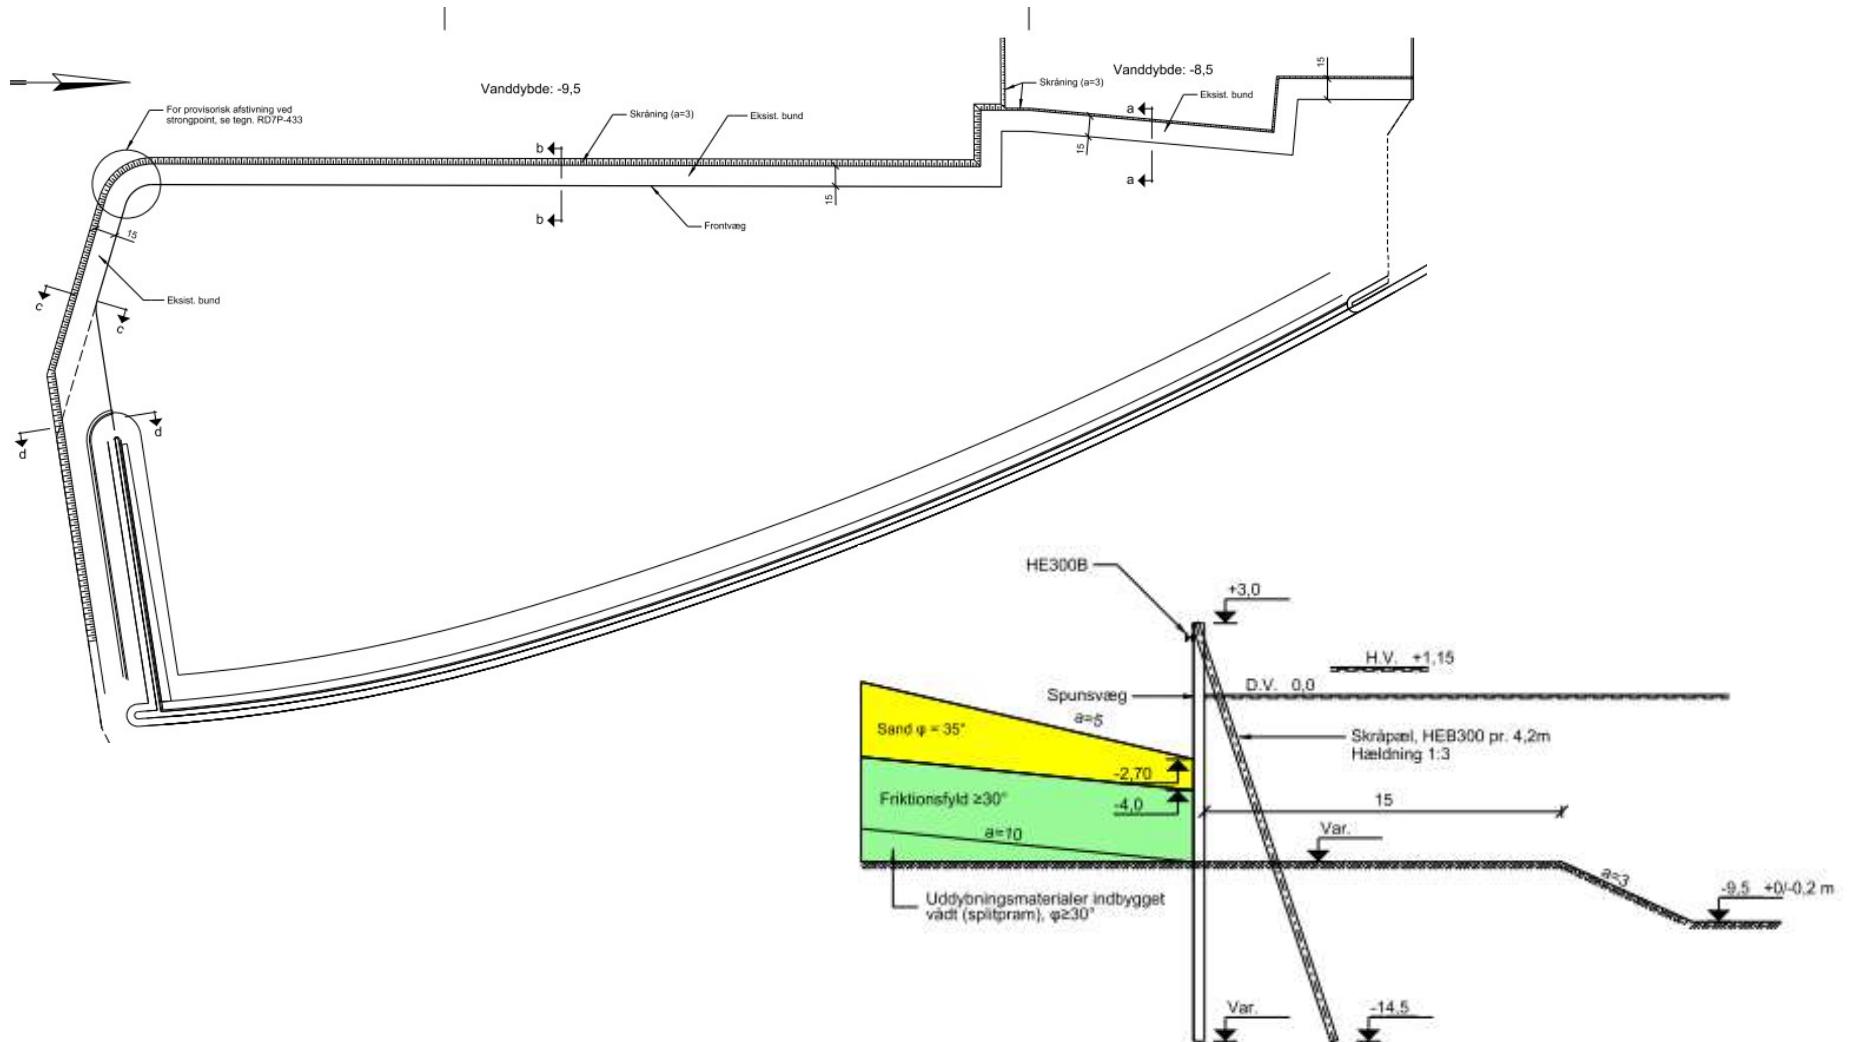 Vanddybde: -9,5
Vanddybde: -8,5
15
Skråning (a=3)
Eksist. bund
a
For provisorisk afstivning ved
strongpoint, se tegn. RD7P-433
Skråning (a=3)
Eksist. bund
b
15
a
15
b
Frontvæg
15
c
Eksist. bund
c
d
d
HE300B
+3,0
H.V. +1,15
D.V. 0,0
Spunsvæg
a=5
Sand φ = 35°
Skråpæl, HEB300 pr. 4,2m
Hældning 1:3
-2,70
Friktionsfyld ≥30°
-4,0
15
a=10
Var.
a=3
-9,5 +0/-0,2 m
Uddybningsmaterialer indbygget
vådt (splitpram), φ≥30°
Var.
-14,5